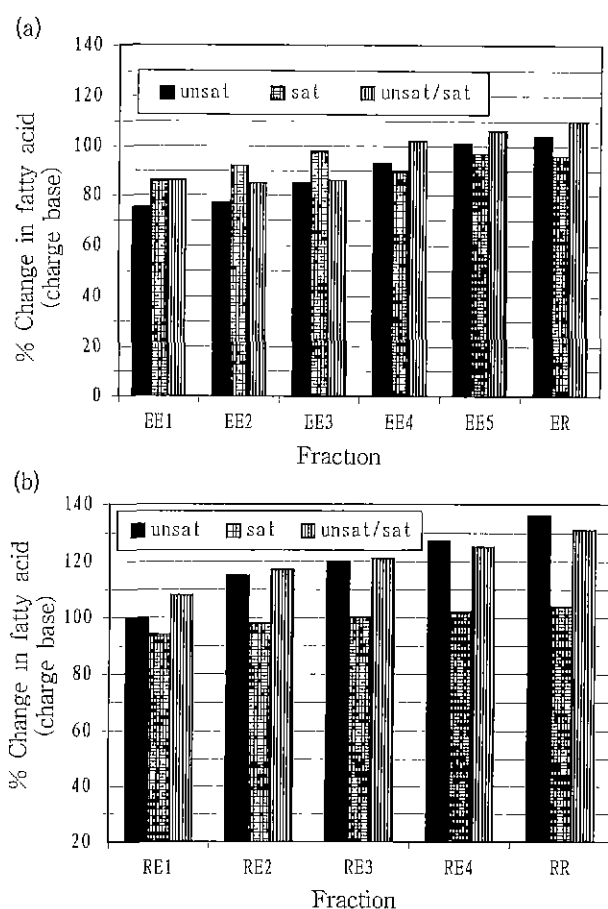 (a)
140
120
100
80
60
40
20
0
% Change in fatty acid
(charge base)
unsat sat unsat/sat
EE1 EE2 EE3 EE4 EE5 ER
Fraction
(b)
140
120
100
80
60
40
20
% Change in fatty acid
(charge base)
unsat sat unsat/sat
RE1 RE2 RE3 RE4 RR
Fraction